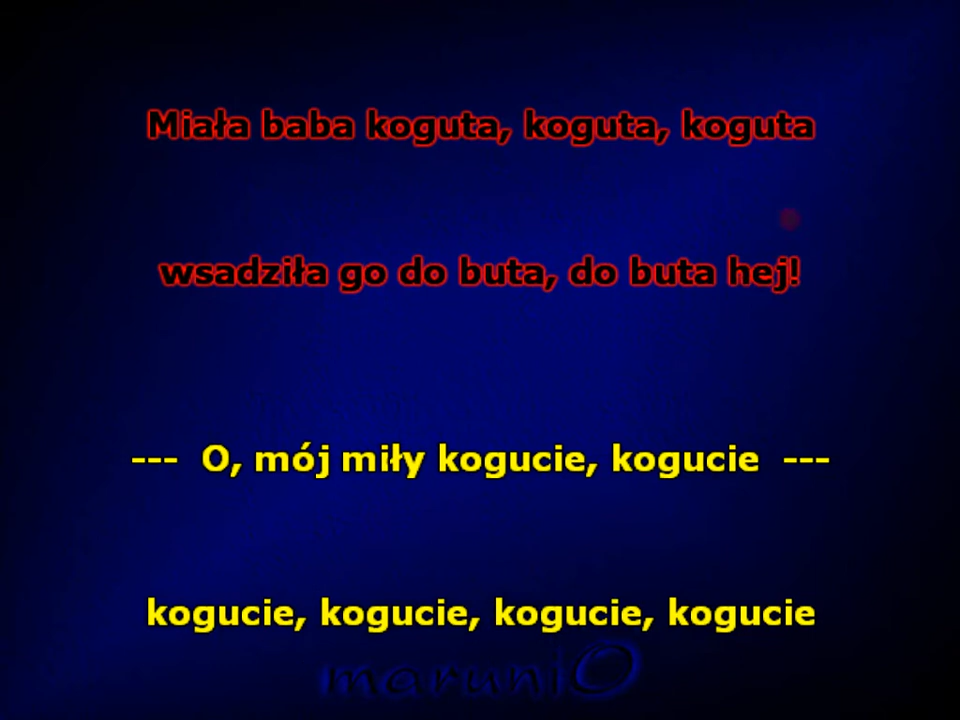 Miała baba koguta, koguta, koguta
wsadziła go do buta, do buta hej!
--- O, mój miły kogucie, kogucie ---
kogucie, kogucie, kogucie, kogucie
maruniO